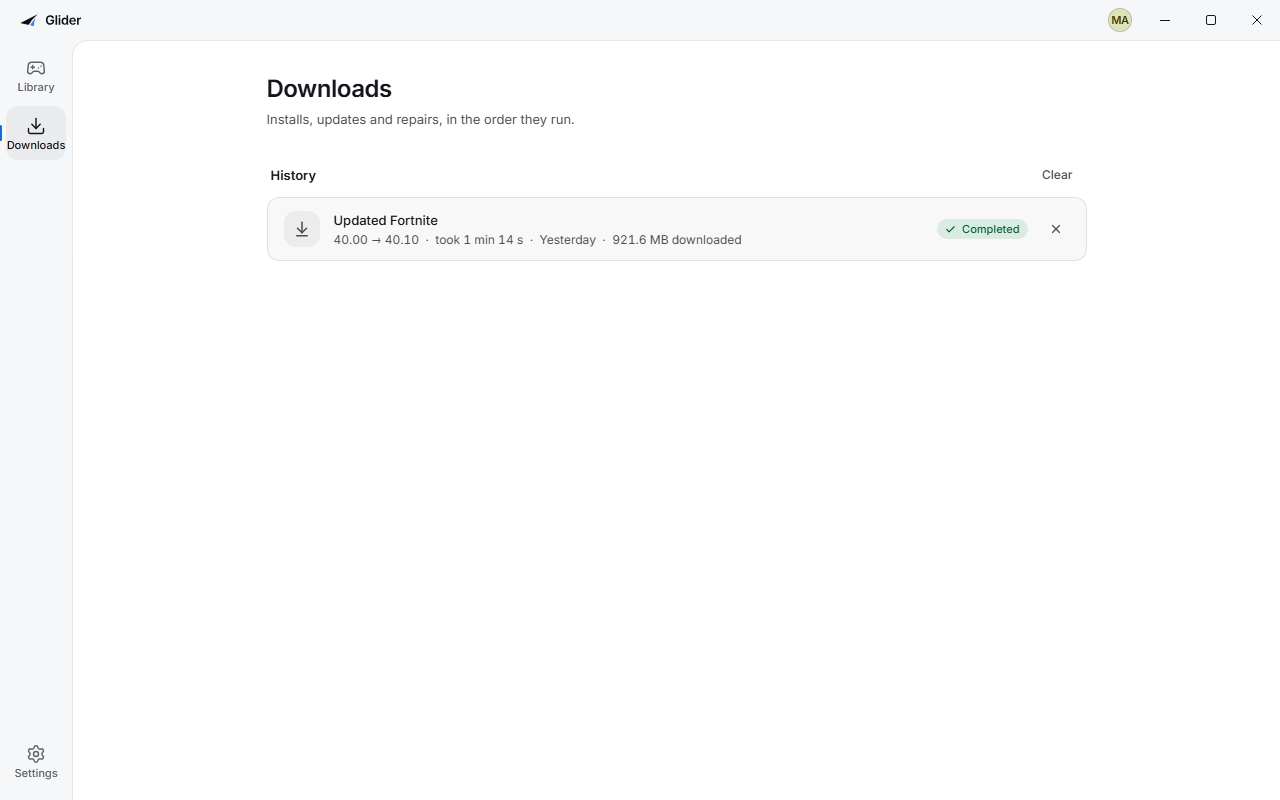 Glider
MA
Library
Downloads
Settings
Downloads
Installs, updates and repairs, in the order they run.
History
Clear
Updated Fortnite
40.00 → 40.10 · took 1 min 14 s · Yesterday · 921.6 MB downloaded
Completed